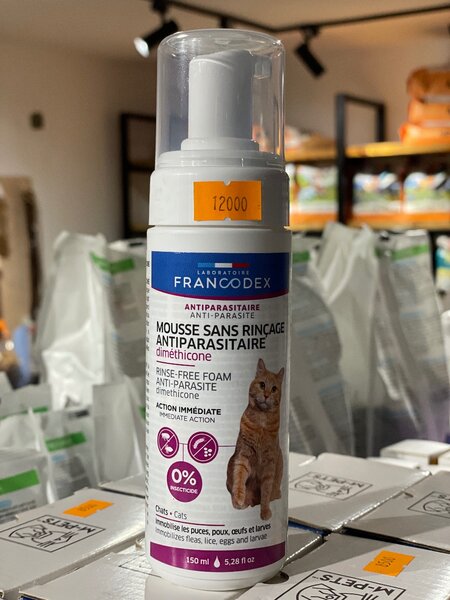 12000
LABORATOIRE
FRANCODEX
ANTIPARASITAIRE
ANTI-PARASITE
MOUSSE SANS RINÇAGE
ANTIPARASITAIRE
diméthicone
RINSE-FREE FOAM
ANTI-PARASITE
dimethicone
ACTION IMMÉDIATE
IMMEDIATE ACTION
0%
INSECTICIDE
Chats • Cats
Immobilise les puces, poux, œufs et larves
Immobilizes fleas, lice, eggs and larvae
150 ml 5,28 fl oz
M-PETS
M-PETS